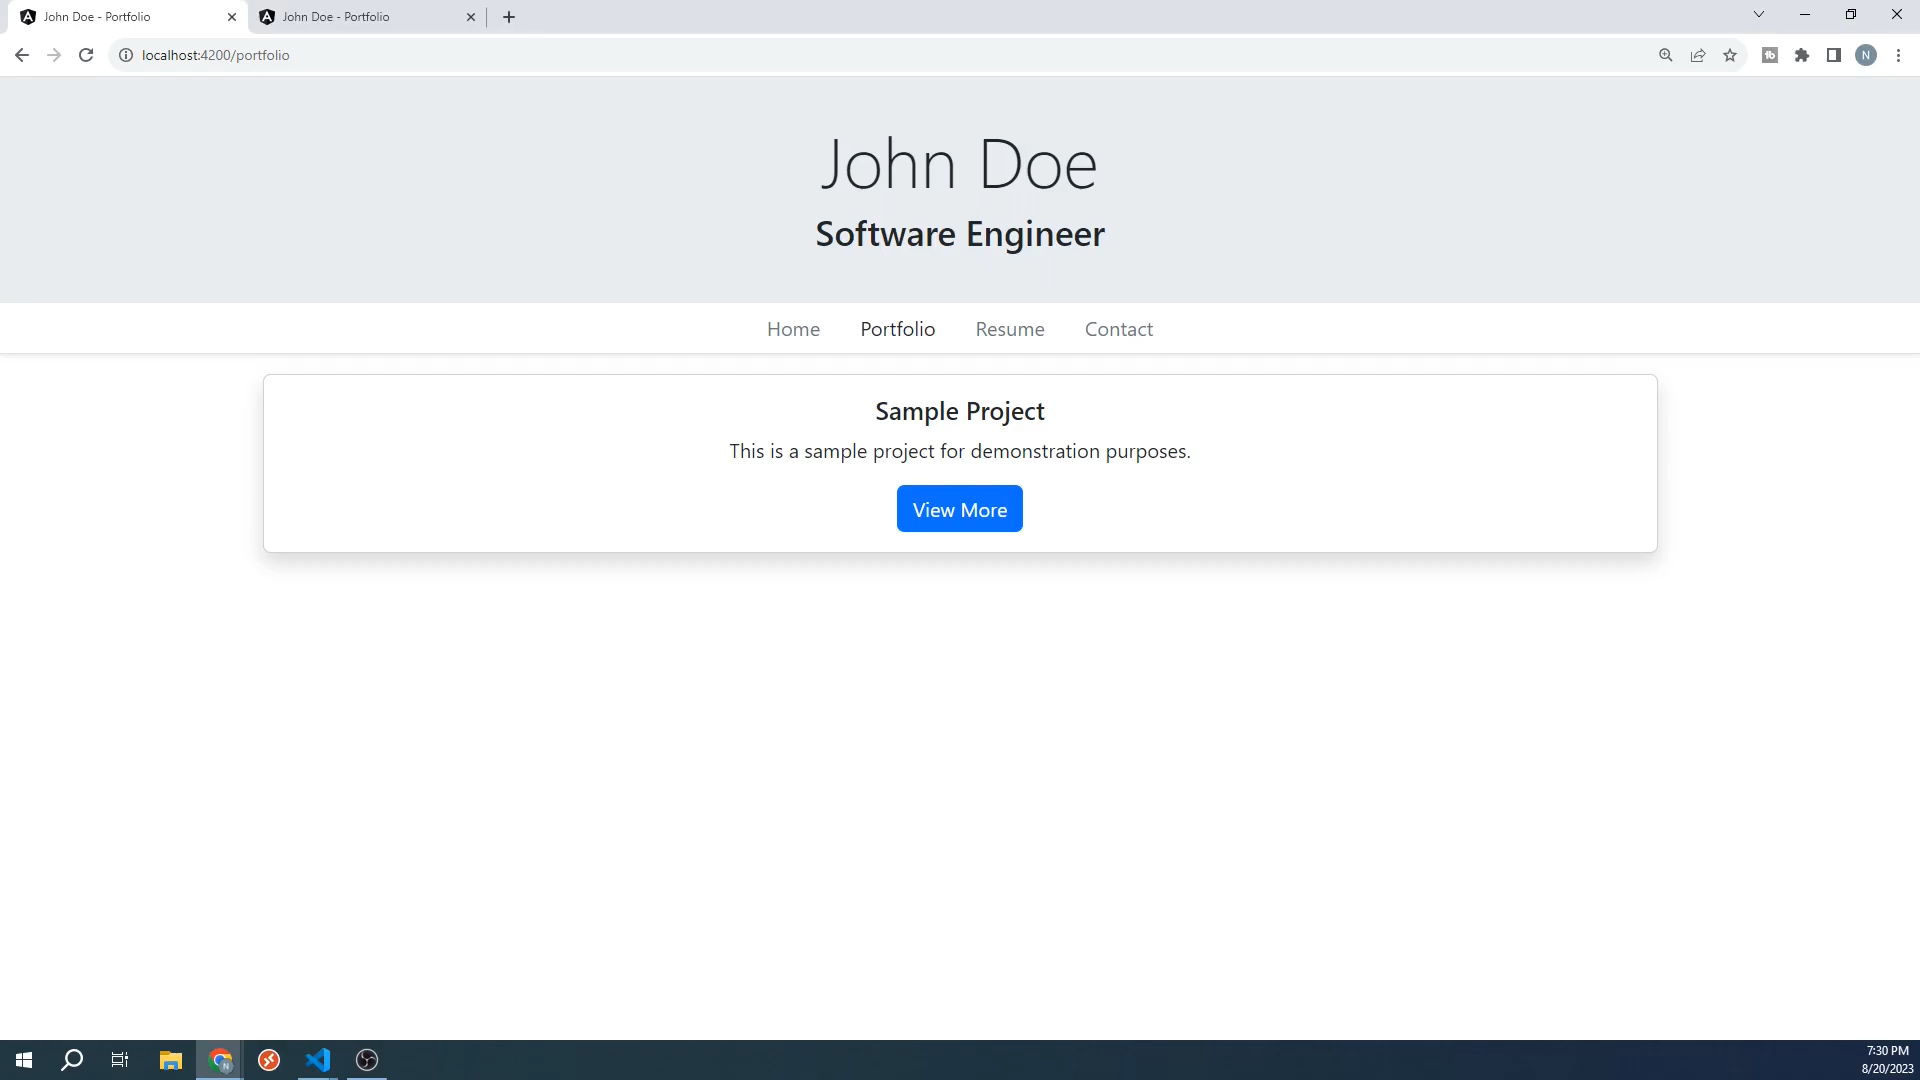 John Doe - Portfolio
John Doe - Portfolio
localhost:4200/portfolio
N
John Doe
Software Engineer
Home Portfolio Resume Contact
Sample Project
This is a sample project for demonstration purposes.
View More
N
7:30 PM
8/20/2023